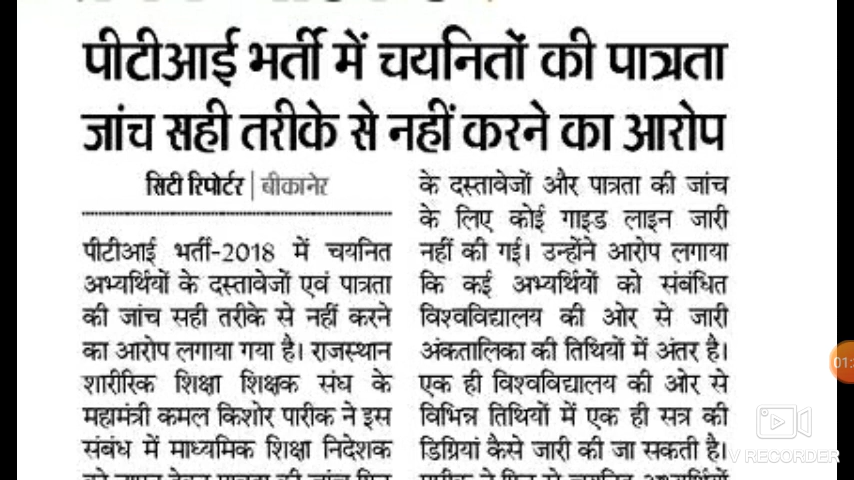 पीटीआई भर्ती में चयनितों की पात्रता
जांच सही तरीके से नहीं करने का आरोप
सिटी रिपोर्टर | बीकानेर
पीटीआई भर्ती-2018 में चयनित
अभ्यर्थियों के दस्तावेजों एवं पात्रता
की जांच सही तरीके से नहीं करने
का आरोप लगाया गया है। राजस्थान
शारीरिक शिक्षा शिक्षक संघ के
महामंत्री कमल किशोर पारीक ने इस
संबंध में माध्यमिक शिक्षा निदेशक
के दस्तावेजों और पात्रता की जांच
के लिए कोई गाइड लाइन जारी
नहीं की गई। उन्होंने आरोप लगाया
कि कई अभ्यर्थियों को संबंधित
विश्वविद्यालय की ओर से जारी
अंकतालिका की तिथियों में अंतर है।
एक ही विश्वविद्यालय की ओर से
विभिन्न तिथियों में एक ही सत्र की
डिग्रियां कैसे जारी की जा सकती है।
01:
V RECORDER